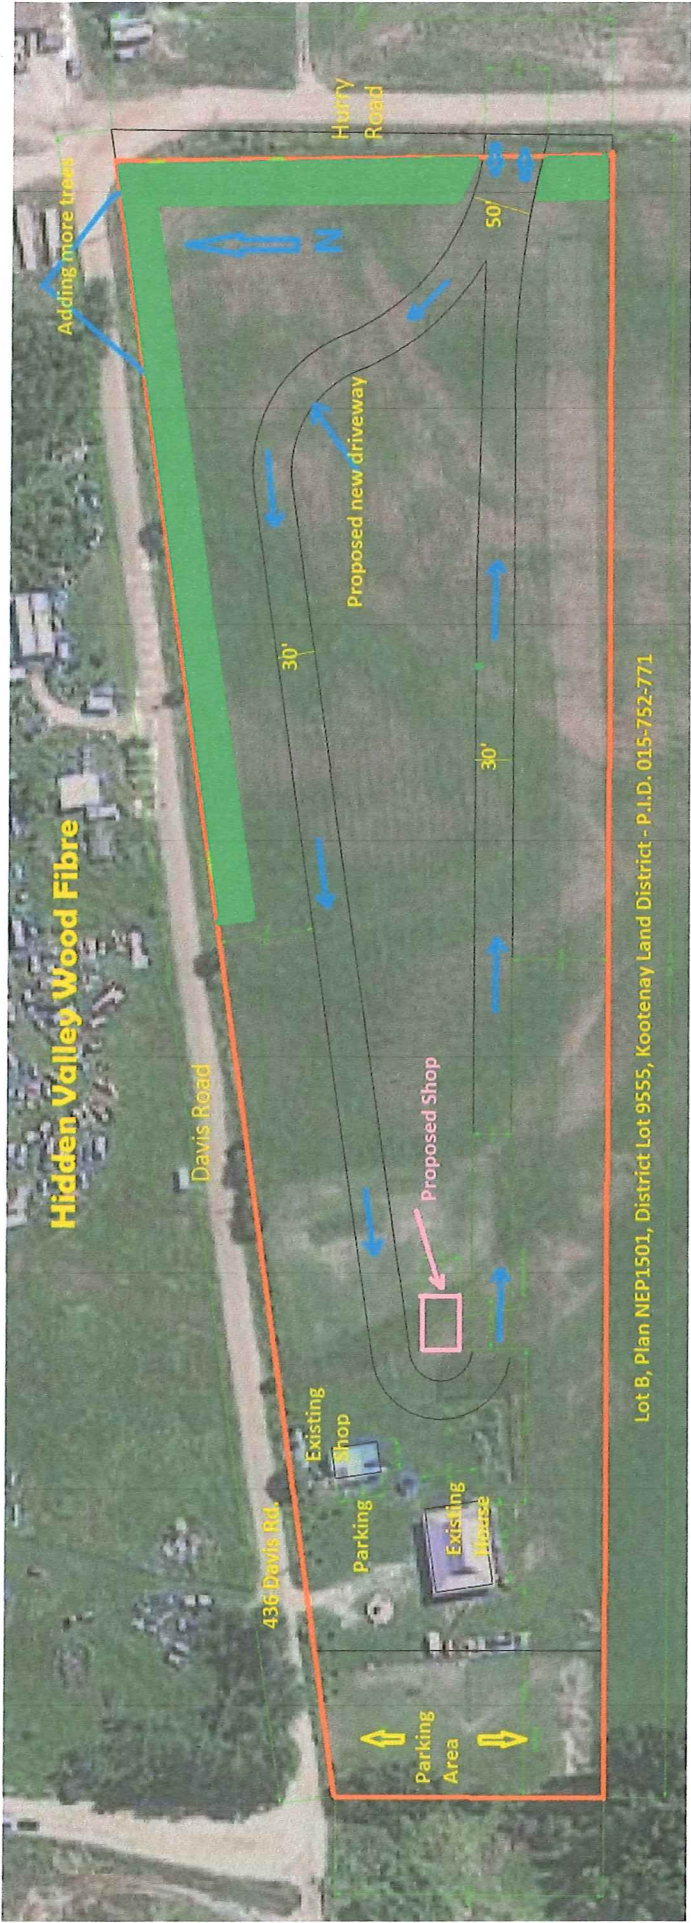 Hidden Valley Wood Fibre
Adding more trees
Hurry
Road
N
50'
Proposed new driveway
30'
30'
Davis Road
Proposed Shop
Existing
Shop
436 Davis Rd.
Parking
Existing
House
Parking
Area
Lot B, Plan NEP1501, District Lot 9555, Kootenay Land District - P.I.D. 015-752-771